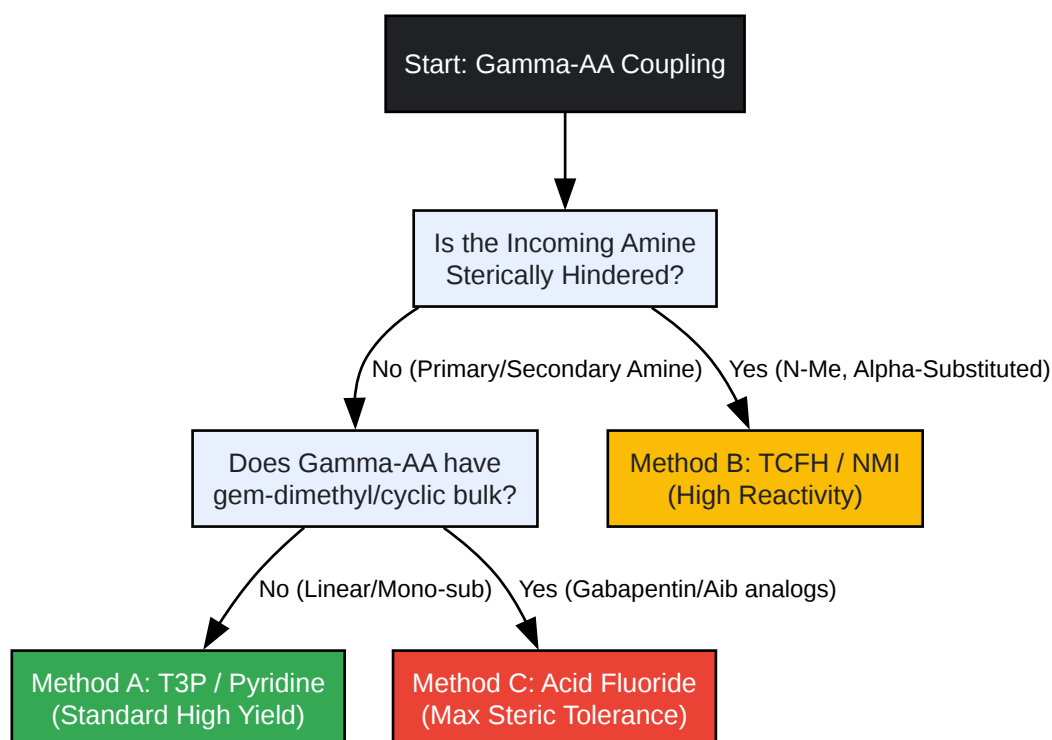 Start: Gamma-AA Coupling
Is the Incoming Amine
Sterically Hindered?
No (Primary/Secondary Amine)
Yes (N-Me, Alpha-Substituted)
Does Gamma-AA have
gem-dimethyl/cyclic bulk?
Method B: TCFH / NMI
(High Reactivity)
No (Linear/Mono-sub)
Yes (Gabapentin/Aib analogs)
Method A: T3P / Pyridine
(Standard High Yield)
Method C: Acid Fluoride
(Max Steric Tolerance)